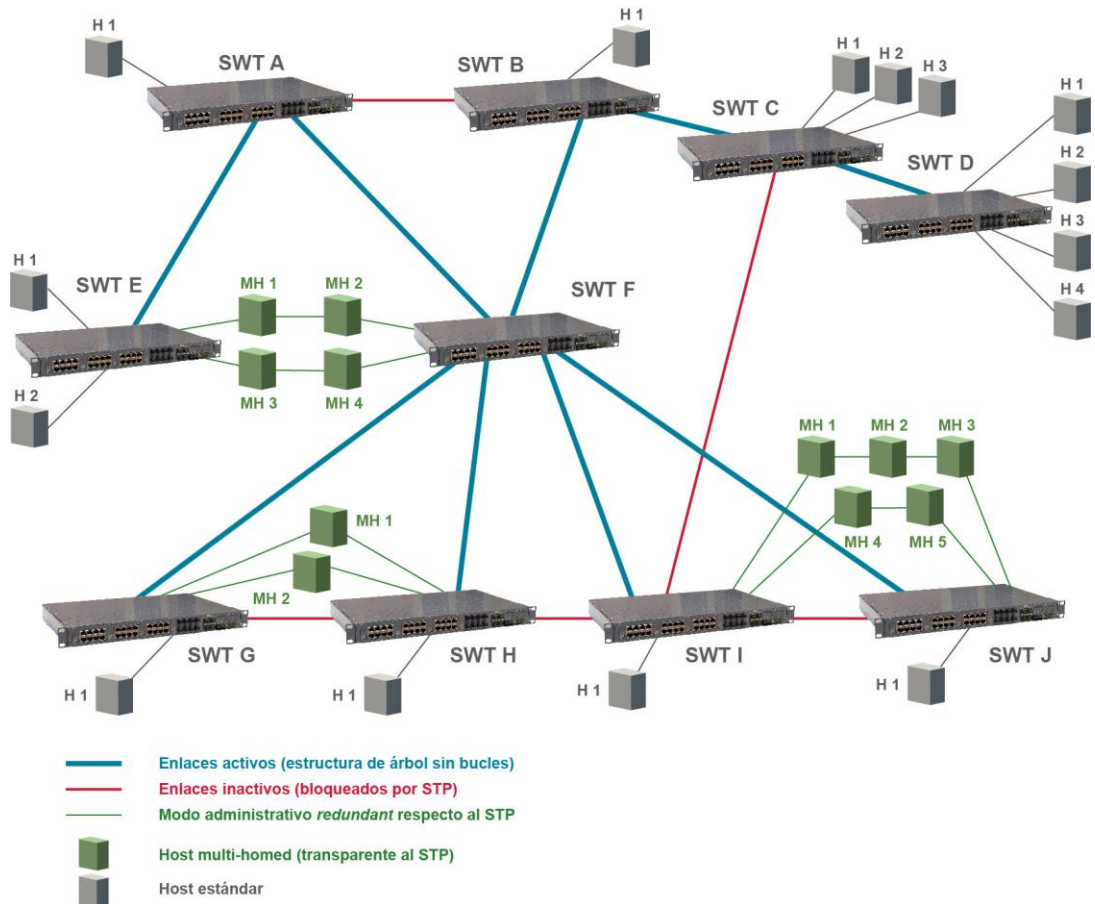 H 1
H 1
SWT A
SWT B
H 1
H 2
H 3
SWT C
H 1
SWT D
H 2
H 3
H 4
H 1
SWT E
MH 1
MH 2
SWT F
H 2
MH 3
MH 4
MH 1
MH 2
MH 3
MH 4
MH 5
MH 1
MH 2
SWT G
SWT H
SWT I
SWT J
H 1
H 1
H 1
H 1
Enlaces activos (estructura de árbol sin bucles)
Enlaces inactivos (bloqueados por STP)
Modo administrativo redundant respecto al STP
Host multi-homed (transparente al STP)
Host estándar